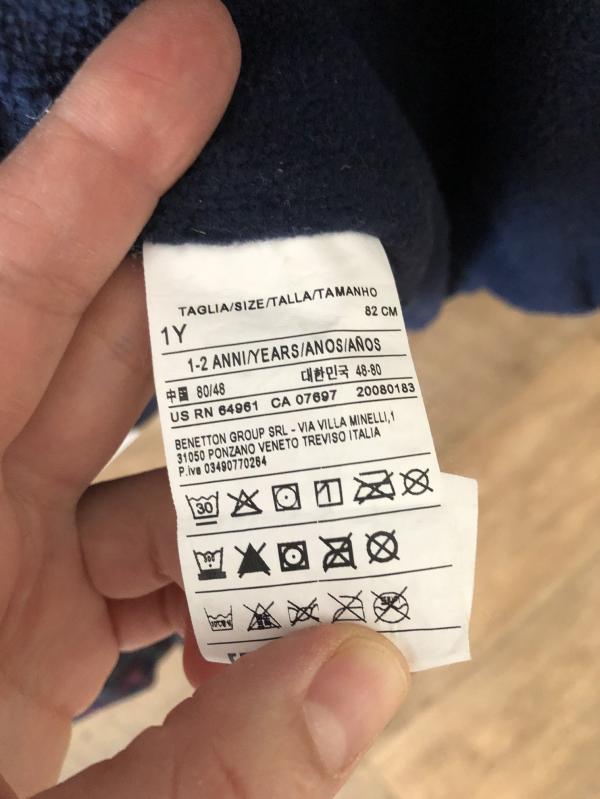 TAGLIA/SIZE/TALLA/TAMANHO
1Y 82 CM
1-2 ANNI/YEARS/ANOS/AÑOS
中国 80/48 대한민국 48-80
US RN 64961 CA 07697 20080183
BENETTON GROUP SRL - VIA VILLA MINELLI,1
31050 PONZANO VENETO TREVISO ITALIA
P.iva 03490770264
30